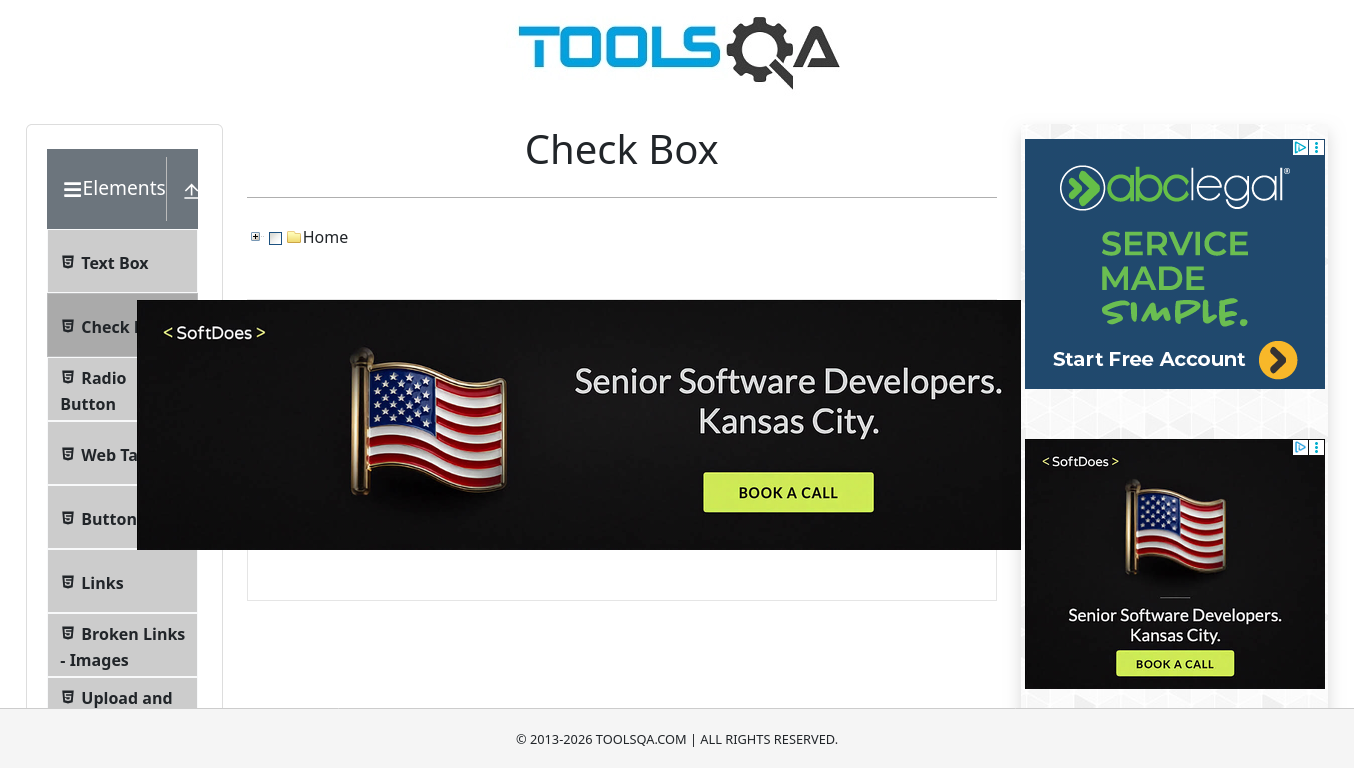 TOOLSQA
Elements
Text Box
Check
Radio
Button
Web Ta
Button
Links
Broken Links
- Images
Upload and
Check Box
Home
< SoftDoes >
Senior Software Developers.
Kansas City.
BOOK A CALL
abclegal®
SERVICE
MADE
SIMPLE.
Start Free Account
< SoftDoes >
Senior Software Developers.
Kansas City.
BOOK A CALL
© 2013-2026 TOOLSQA.COM | ALL RIGHTS RESERVED.